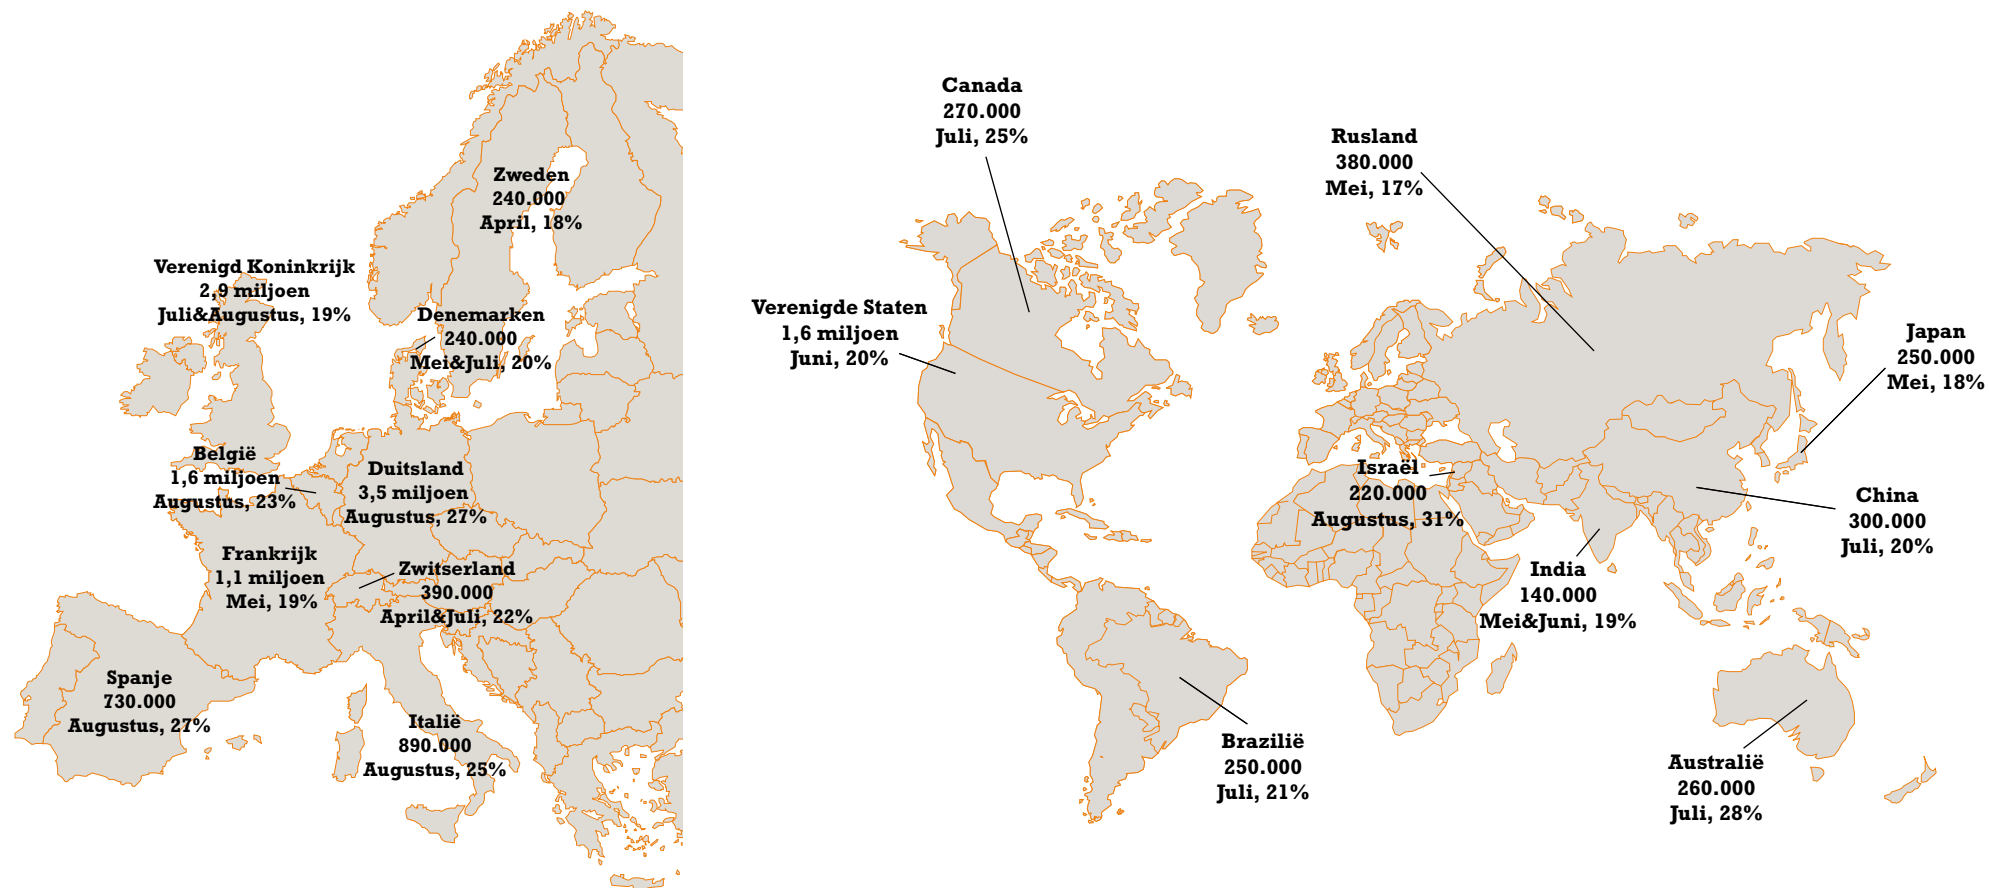 Zweden
240.000
April, 18%
Verenigd Koninkrijk
2,9 miljoen
Juli&Augustus, 19%
Denemarken
240.000
Mei&Juli, 20%
België
1,6 miljoen
Augustus, 23%
Duitsland
3,5 miljoen
Augustus, 27%
Frankrijk
1,1 miljoen
Mei, 19%
Zwitserland
390.000
April&Juli, 22%
Spanje
730.000
Augustus, 27%
Italië
890.000
Augustus, 25%
Canada
270.000
Juli, 25%
Rusland
380.000
Mei, 17%
Verenigde Staten
1,6 miljoen
Juni, 20%
Japan
250.000
Mei, 18%
Israël
220.000
Augustus, 31%
China
300.000
Juli, 20%
India
140.000
Mei&Juni, 19%
Brazilië
250.000
Juli, 21%
Australië
260.000
Juli, 28%